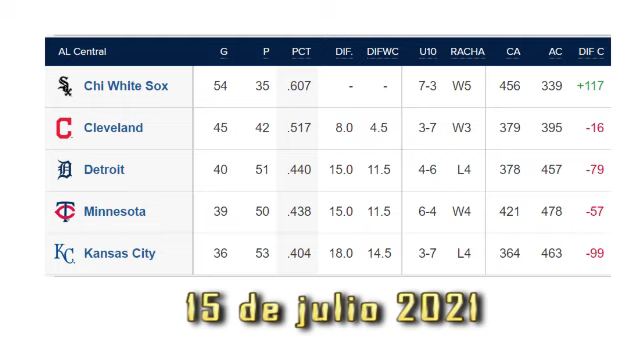 AL Central G P PCT DIF. DIFWC U10 RACHA CA AC DIF C
Chi White Sox 54 35 .607 - - 7-3 W5 456 339 +117
Cleveland 45 42 .517 8.0 4.5 3-7 W3 379 395 -16
Detroit 40 51 .440 15.0 11.5 4-6 L4 378 457 -79
Minnesota 39 50 .438 15.0 11.5 6-4 W4 421 478 -57
Kansas City 36 53 .404 18.0 14.5 3-7 L4 364 463 -99
15 de julio 2021